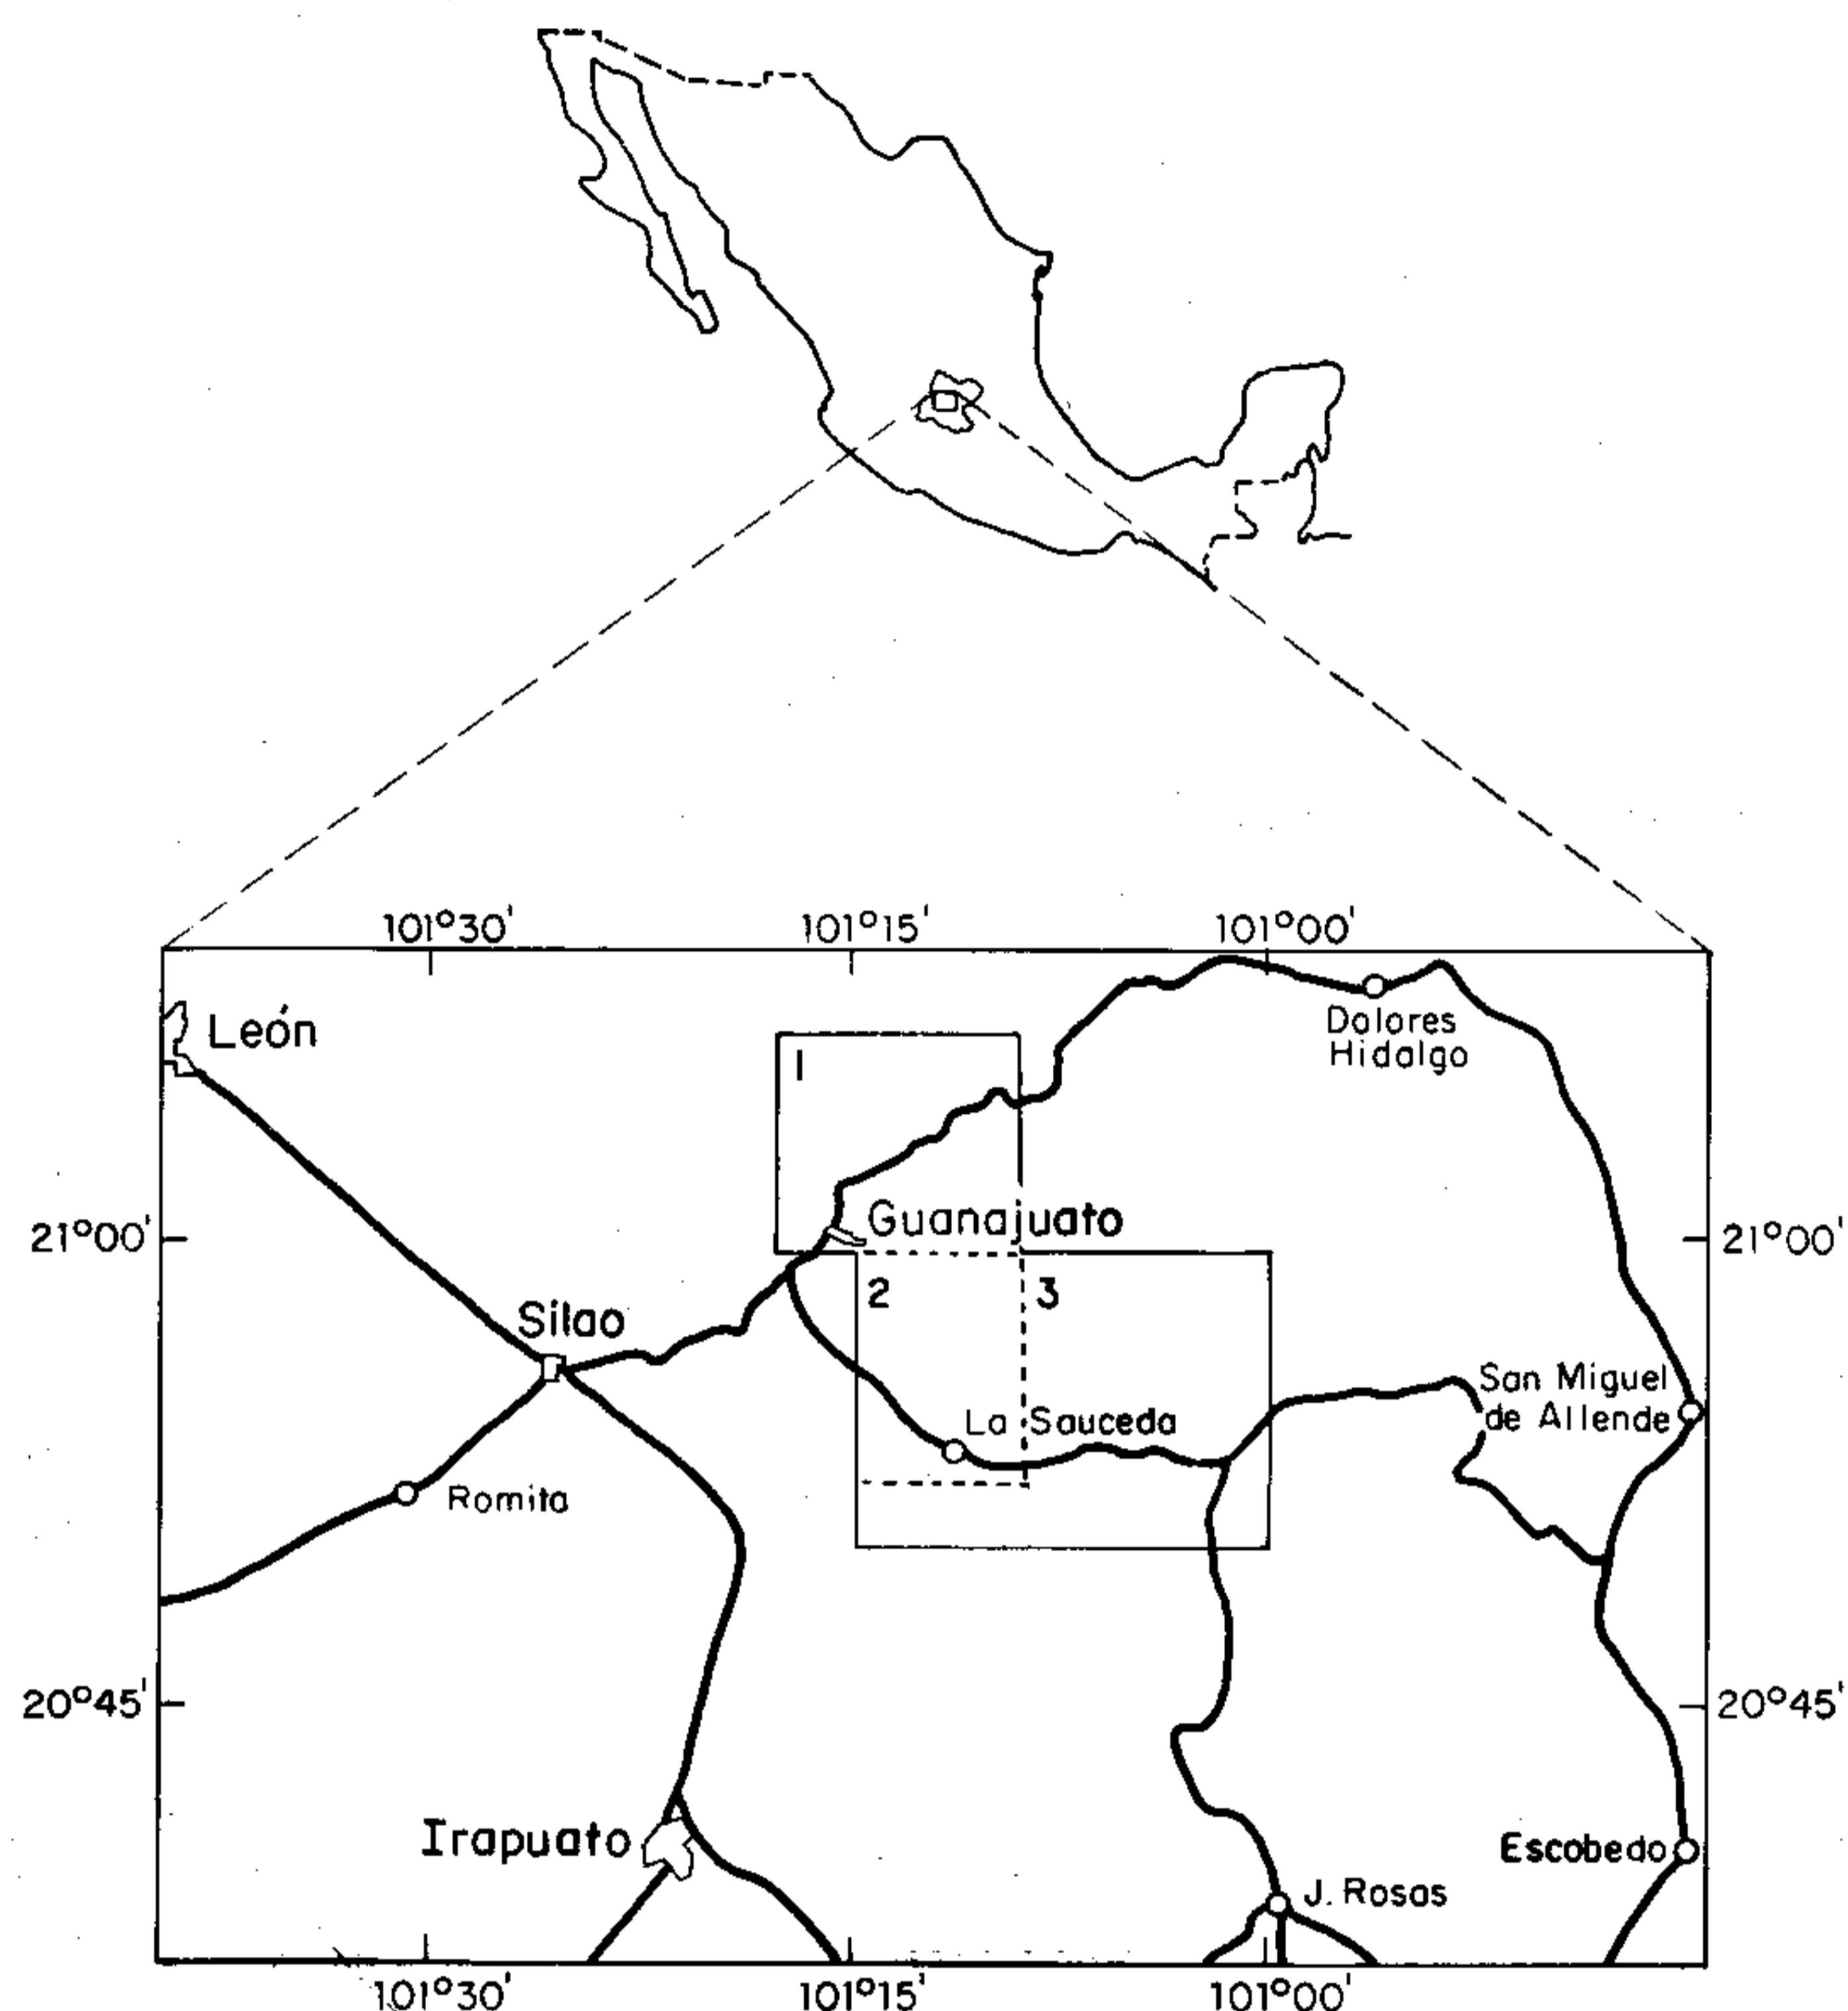 101°30' 101°15' 101°00'
León
Dolores
Hidalgo
1
Guanajuato
21°00' 21°00'
2 3
Silao
San Miguel
de Allende
La Sauceda
Romita
20°45' 20°45'
Irapuato
Escobedo
J. Rosas
101°30' 101°15' 101°00'